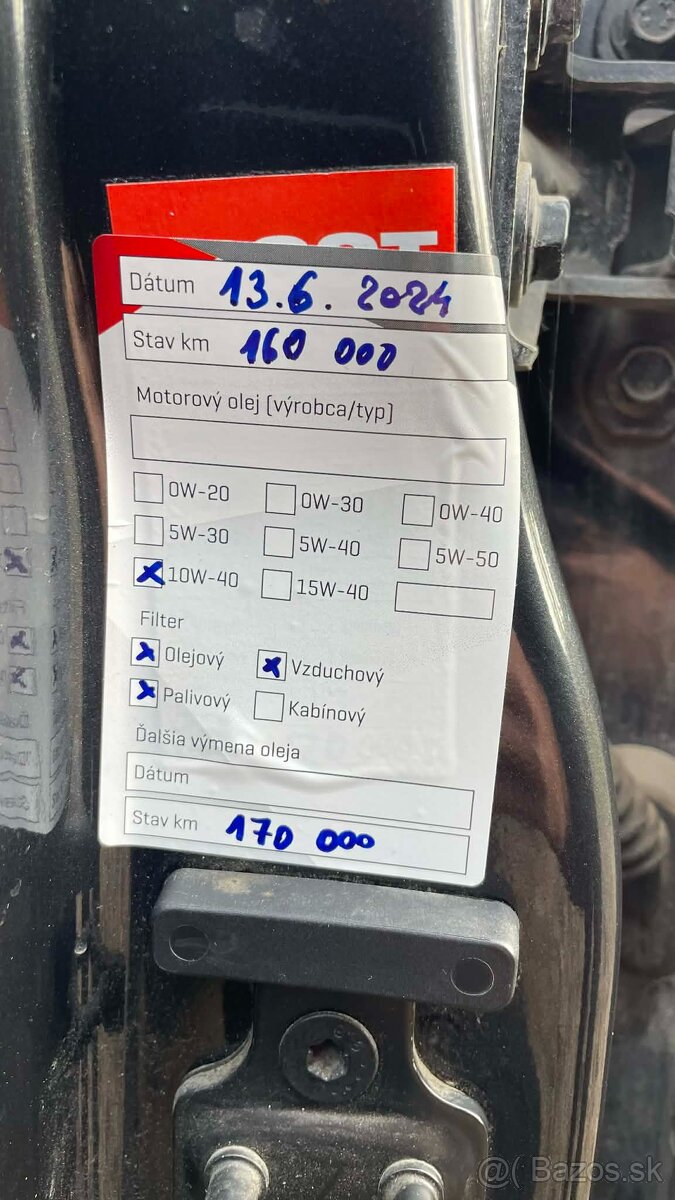 Dátum 13.6. 2024
Stav km 160 000
Motorový olej (výrobca/typ)
0W-20 0W-30 0W-40
5W-30 5W-40 5W-50
10W-40 15W-40
Filter
Olejový Vzduchový
Palivový Kabínový
Ďalšia výmena oleja
Dátum
Stav km 170 000
@( Bazos.sk